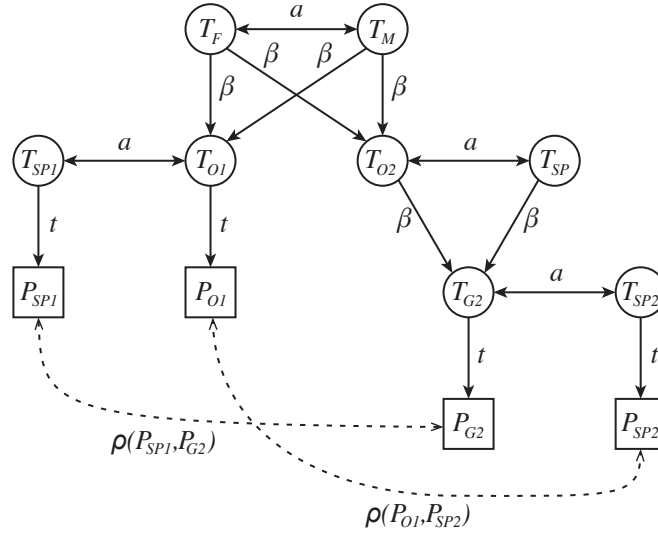 T_F a T_M
β β β β
T_SP1 a T_O1 T_O2 a T_SP
t t β β
P_SP1 P_O1 T_G2 a T_SP2
t t
P_G2 P_SP2
ρ(P_SP1,P_G2)
ρ(P_O1,P_SP2)